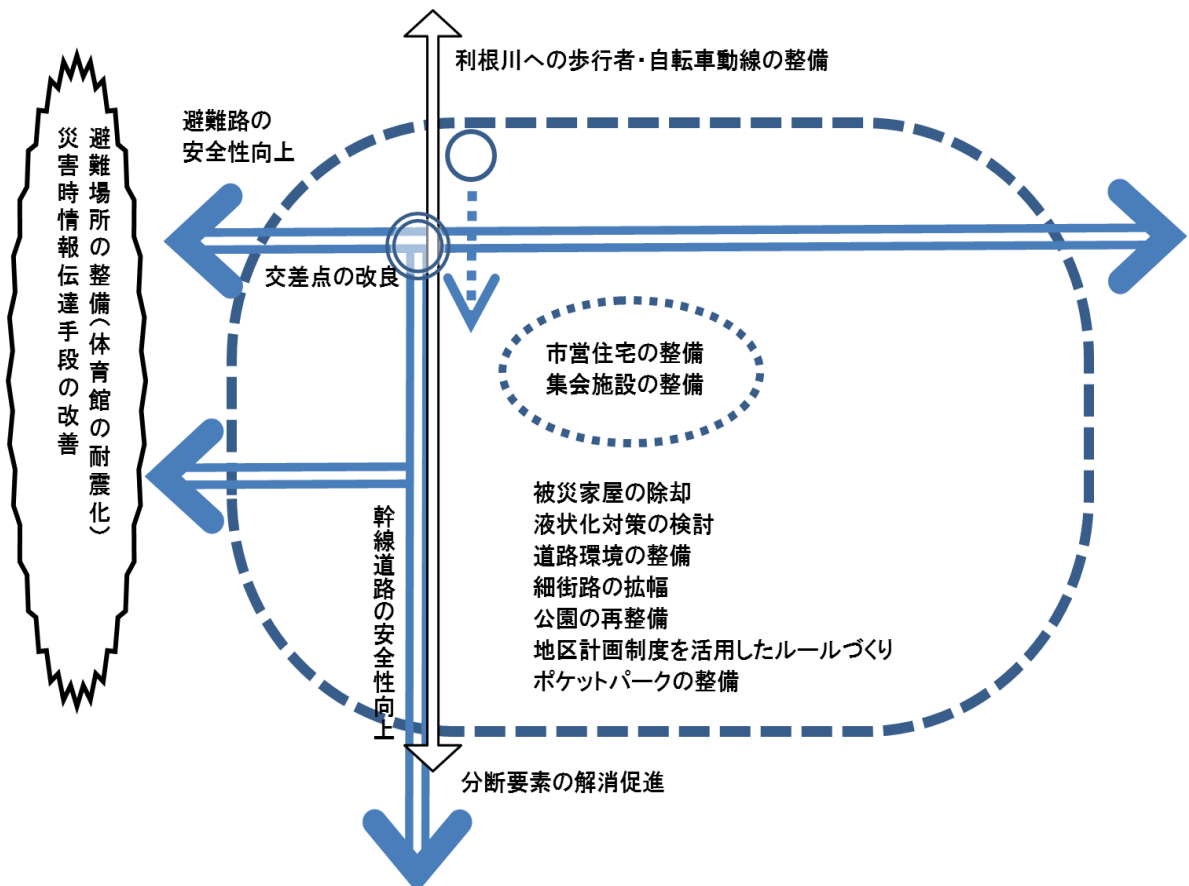 利根川への歩行者・自転車動線の整備
避難路の
安全性向上
避難場所の整備(体育館の耐震化)
災害時情報伝達手段の改善
交差点の改良
市営住宅の整備
集会施設の整備
被災家屋の除却
液状化対策の検討
道路環境の整備
細街路の拡幅
公園の再整備
地区計画制度を活用したルールづくり
ポケットパークの整備
幹線道路の安全性向上
分断要素の解消促進